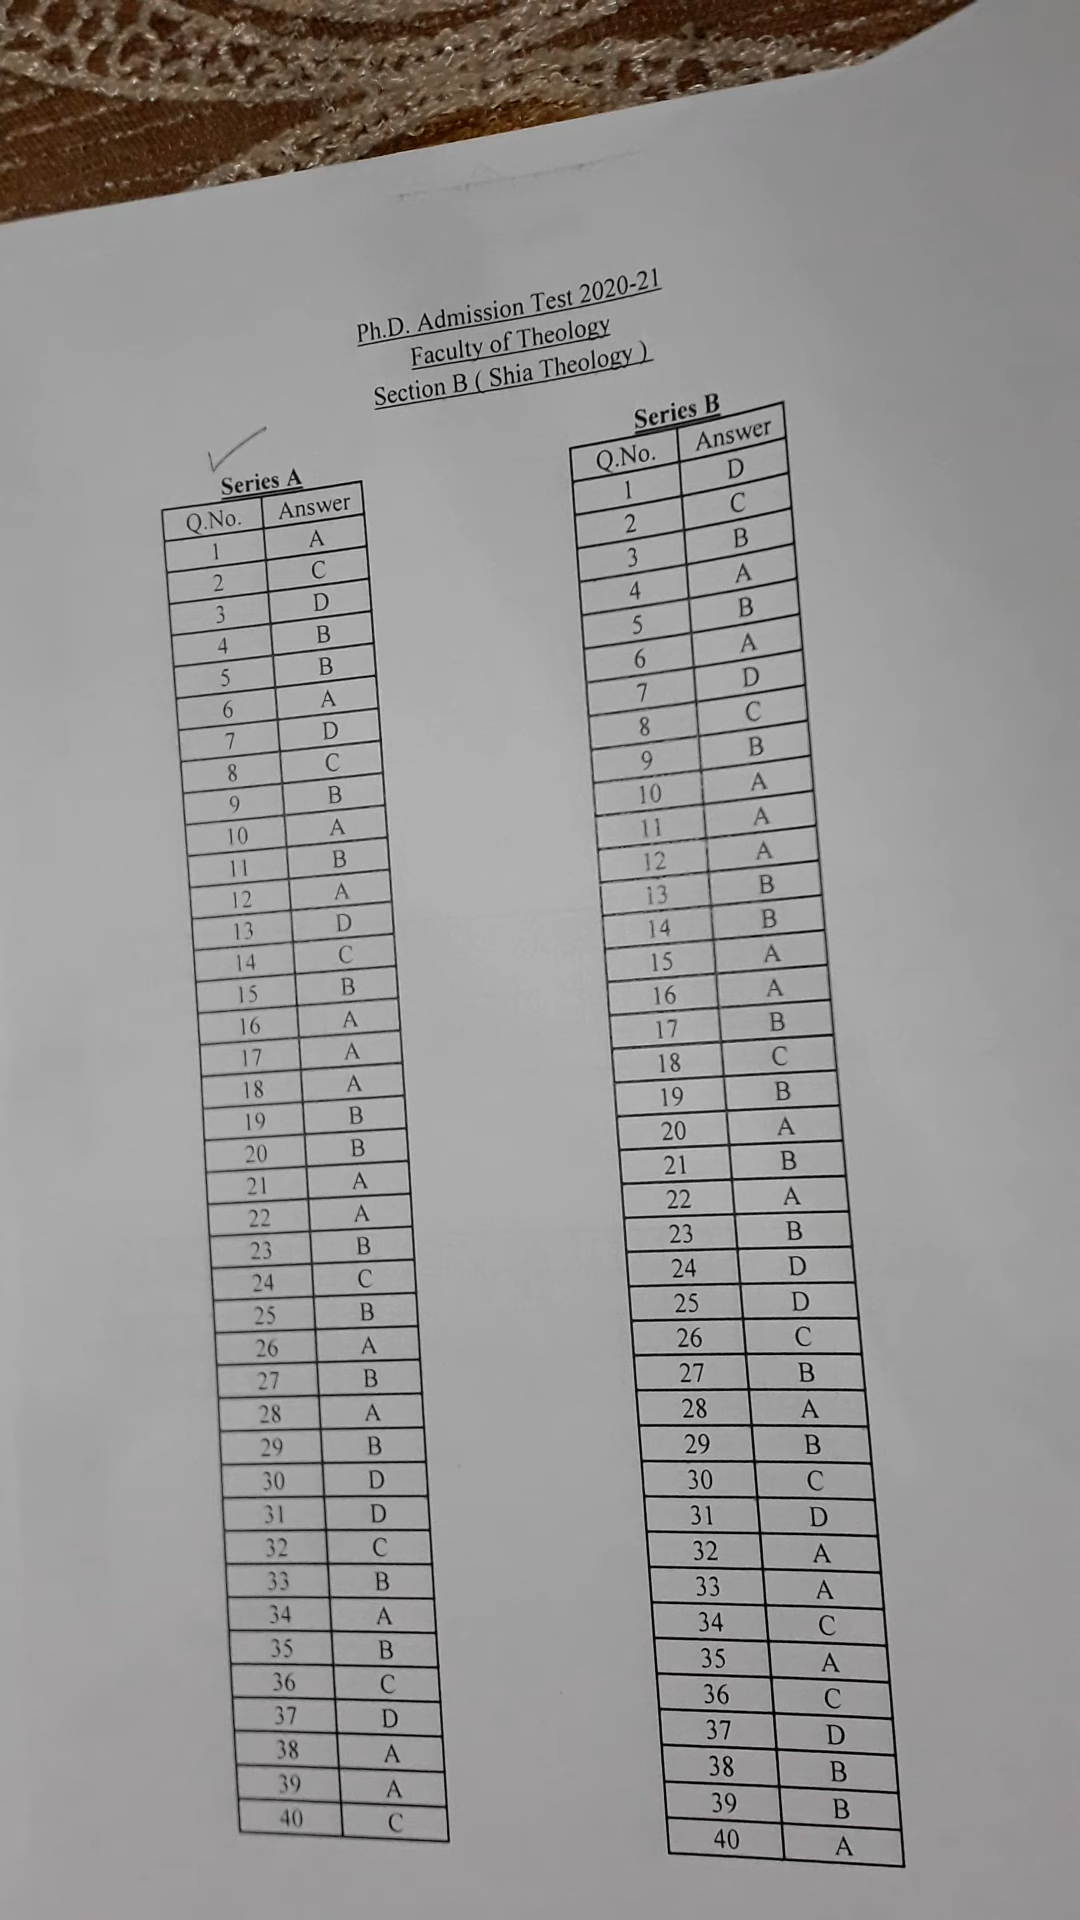 Ph.D. Admission Test 2020-21
Faculty of Theology
Section B ( Shia Theology )
Series A
Q.No. Answer
1 A
2 C
3 D
4 B
5 B
6 A
7 D
8 C
9 B
10 A
11 B
12 A
13 D
14 C
15 B
16 A
17 A
18 A
19 B
20 B
21 A
22 A
23 B
24 C
25 B
26 A
27 B
28 A
29 B
30 D
31 D
32 C
33 B
34 A
35 B
36 C
37 D
38 A
39 A
40 C
Series B
Q.No. Answer
1 D
2 C
3 B
4 A
5 B
6 A
7 D
8 C
9 B
10 A
11 A
12 A
13 B
14 B
15 A
16 A
17 B
18 C
19 B
20 A
21 B
22 A
23 B
24 D
25 D
26 C
27 B
28 A
29 B
30 C
31 D
32 A
33 A
34 C
35 A
36 C
37 D
38 B
39 B
40 A